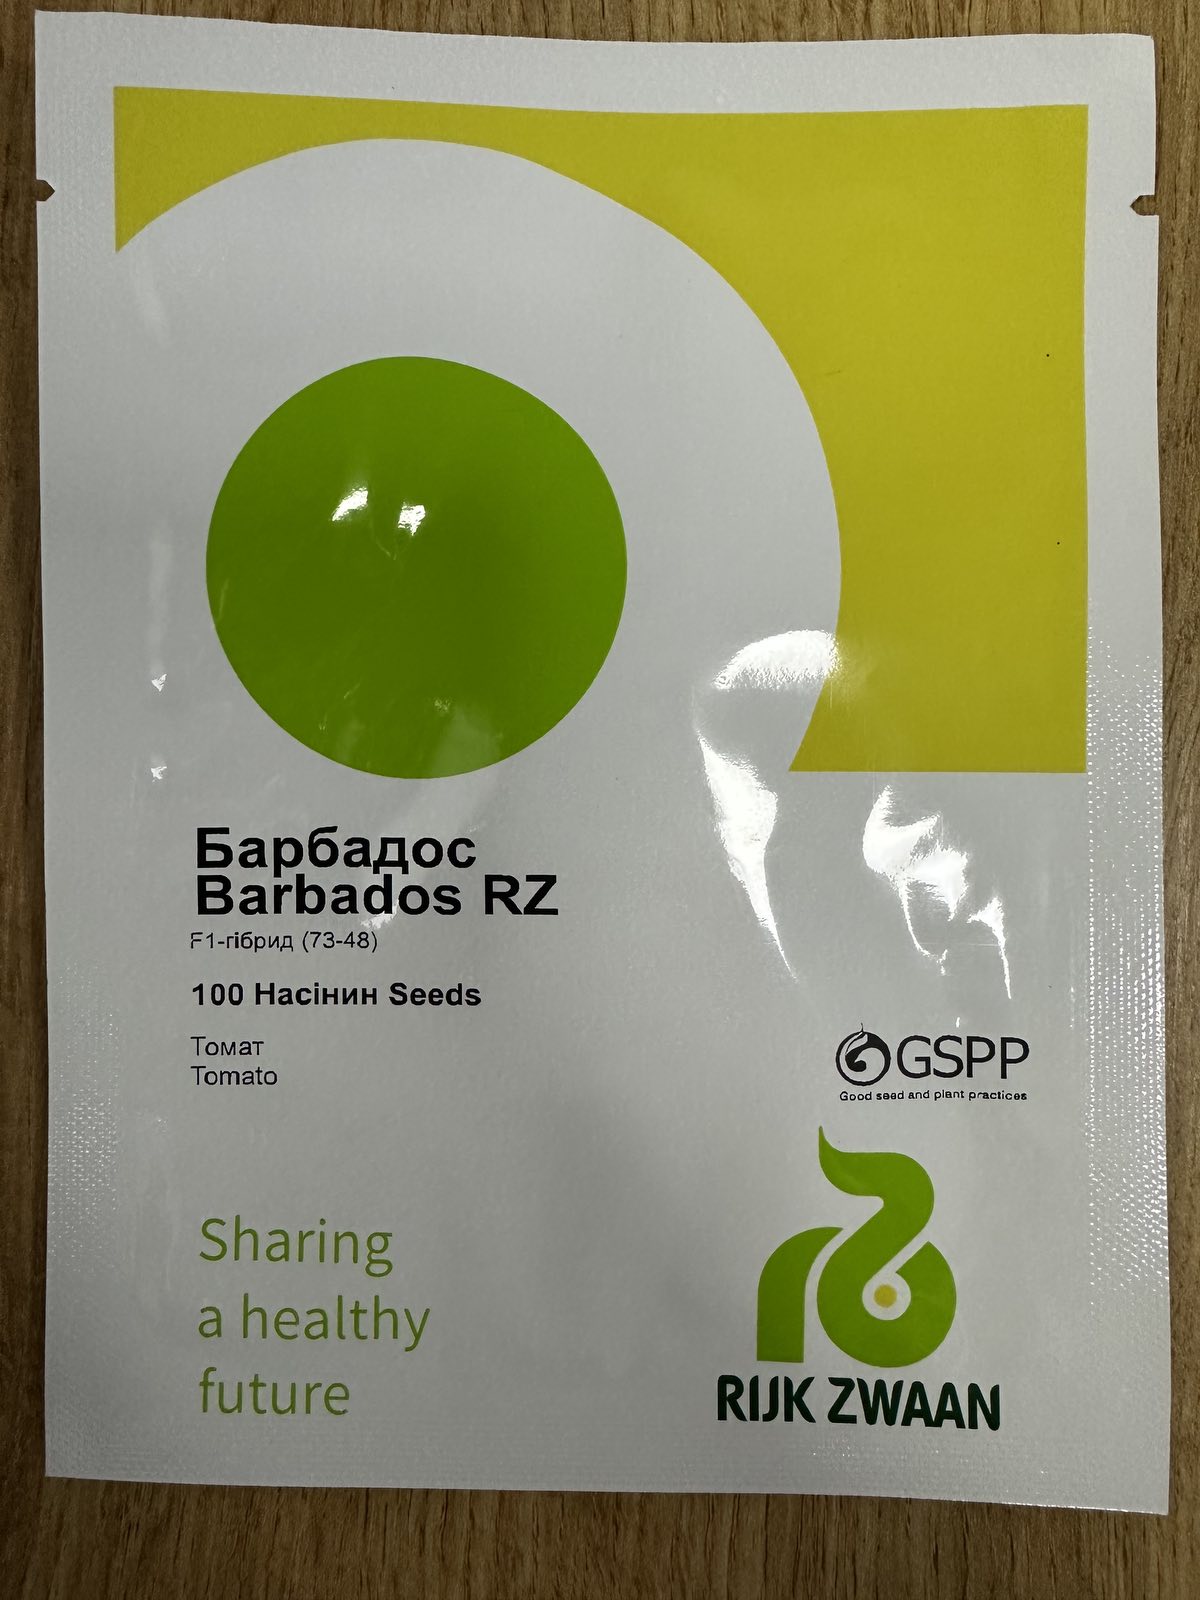 Барбадос
Barbados RZ
F1-гібрид (73-48)
100 Насінин Seeds
Томат
Tomato
GSPP
Good seed and plant practices
Sharing
a healthy
future
RIJK ZWAAN